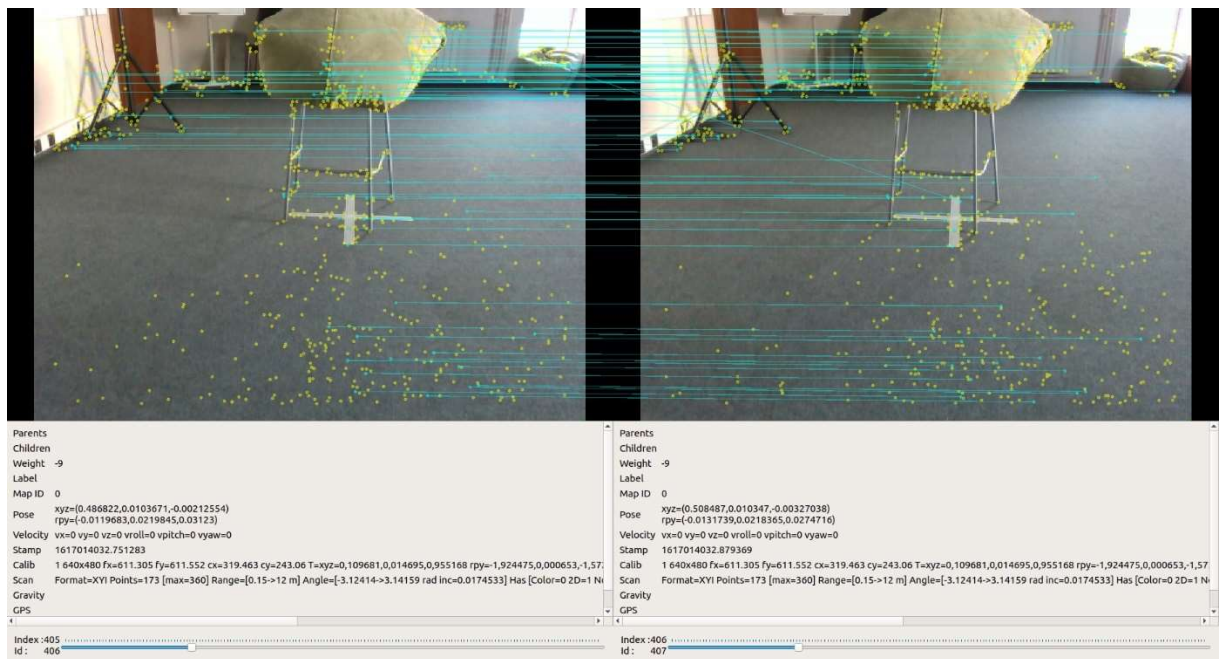 Parents
Children
Weight -9
Label
Map ID 0
Pose xyz=(0.486822,0.0103671,-0.00212554)
rpy=(-0.0119683,0.0219845,0.03123)
Velocity vx=0 vy=0 vz=0 vroll=0 vpitch=0 vyaw=0
Stamp 1617014032.751283
Calib 1 640x480 fx=611.305 fy=611.552 cx=319.463 cy=243.06 T=xyz=0,109681,0,014695,0,955168 rpy=-1,924475,0,000653,-1,57
Scan Format=XYI Points=173 [max=360] Range=[0.15->12 m] Angle=[-3.12414->3.14159 rad inc=0.0174533] Has [Color=0 2D=1 N
Gravity
GPS
Index :405
Id : 406
Parents
Children
Weight -9
Label
Map ID 0
Pose xyz=(0.508487,0.010347,-0.00327038)
rpy=(-0.0131739,0.0218365,0.0274716)
Velocity vx=0 vy=0 vz=0 vroll=0 vpitch=0 vyaw=0
Stamp 1617014032.879369
Calib 1 640x480 fx=611.305 fy=611.552 cx=319.463 cy=243.06 T=xyz=0,109681,0,014695,0,955168 rpy=-1,924475,0,000653,-1,57
Scan Format=XYI Points=173 [max=360] Range=[0.15->12 m] Angle=[-3.12414->3.14159 rad inc=0.0174533] Has [Color=0 2D=1 N
Gravity
GPS
Index :406
Id : 407